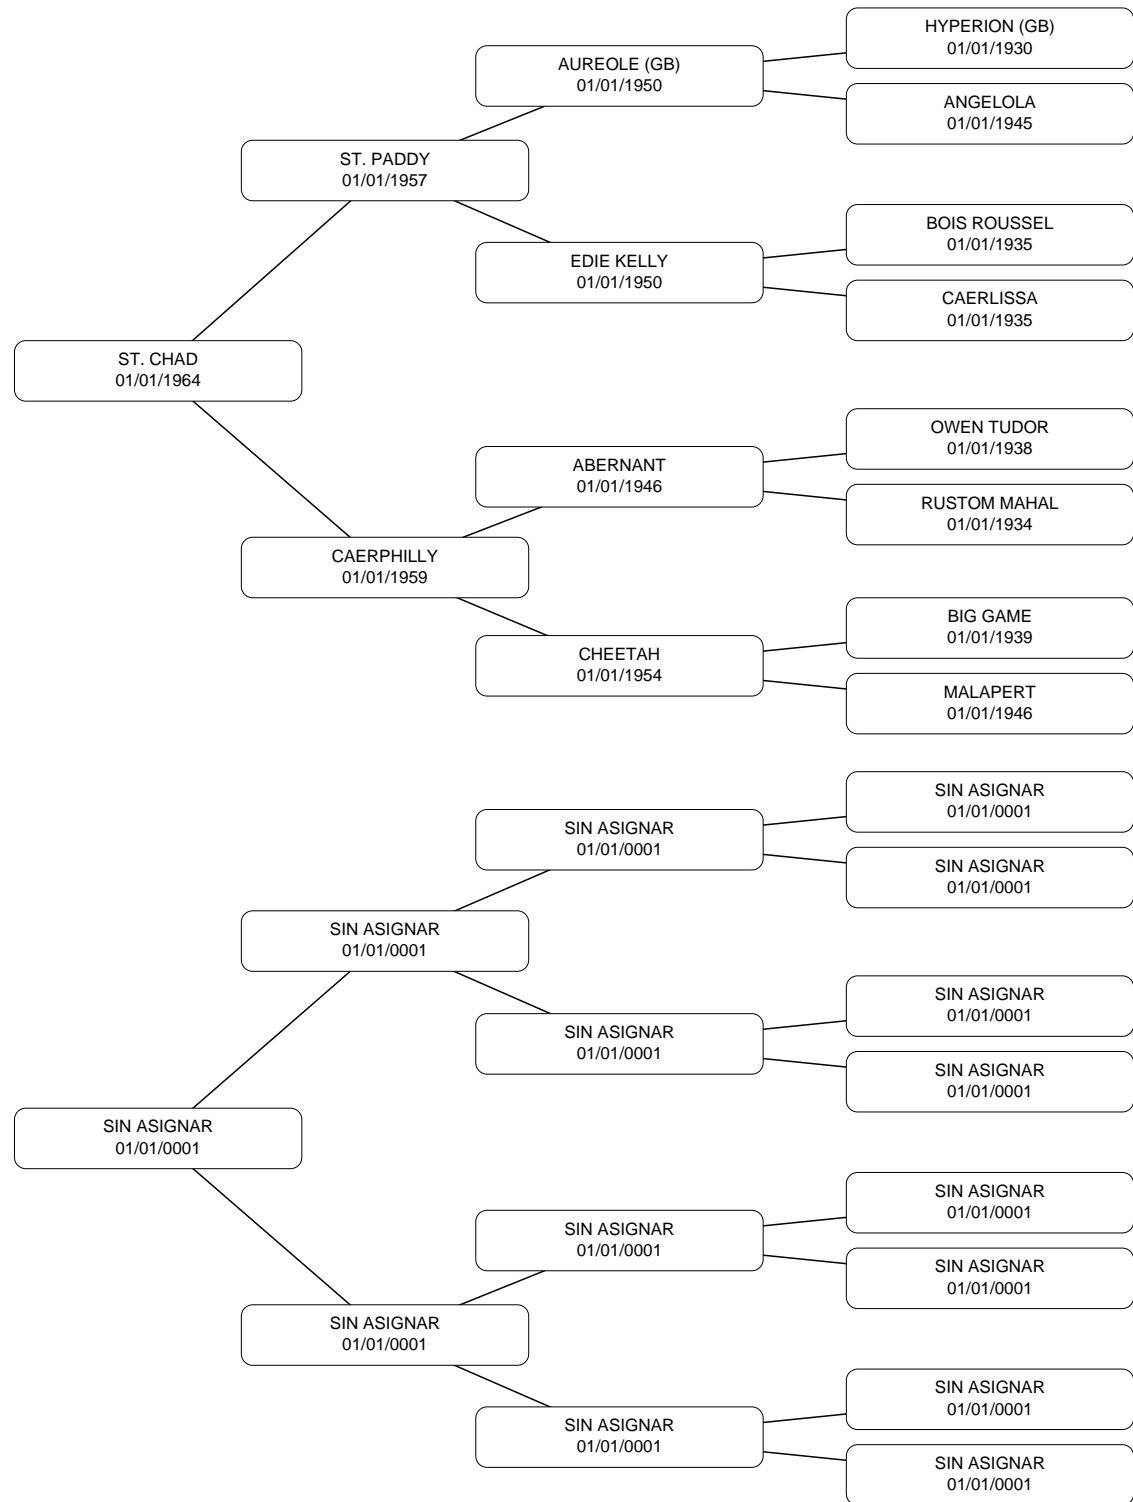 HYPERION (GB)
01/01/1930
AUREOLE (GB)
01/01/1950
ANGELOLA
01/01/1945
ST. PADDY
01/01/1957
BOIS ROUSSEL
01/01/1935
EDIE KELLY
01/01/1950
CAERLISSA
01/01/1935
ST. CHAD
01/01/1964
OWEN TUDOR
01/01/1938
ABERNANT
01/01/1946
RUSTOM MAHAL
01/01/1934
CAERPHILLY
01/01/1959
BIG GAME
01/01/1939
CHEETAH
01/01/1954
MALAPERT
01/01/1946
SIN ASIGNAR
01/01/0001
SIN ASIGNAR
01/01/0001
SIN ASIGNAR
01/01/0001
SIN ASIGNAR
01/01/0001
SIN ASIGNAR
01/01/0001
SIN ASIGNAR
01/01/0001
SIN ASIGNAR
01/01/0001
SIN ASIGNAR
01/01/0001
SIN ASIGNAR
01/01/0001
SIN ASIGNAR
01/01/0001
SIN ASIGNAR
01/01/0001
SIN ASIGNAR
01/01/0001
SIN ASIGNAR
01/01/0001
SIN ASIGNAR
01/01/0001
SIN ASIGNAR
01/01/0001